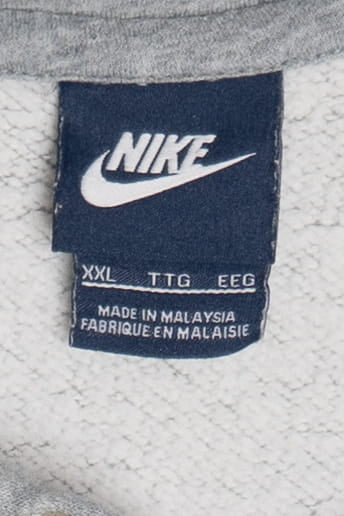 NIKE
XXL TTG EEG
MADE IN MALAYSIA
FABRIQUE EN MALAISIE